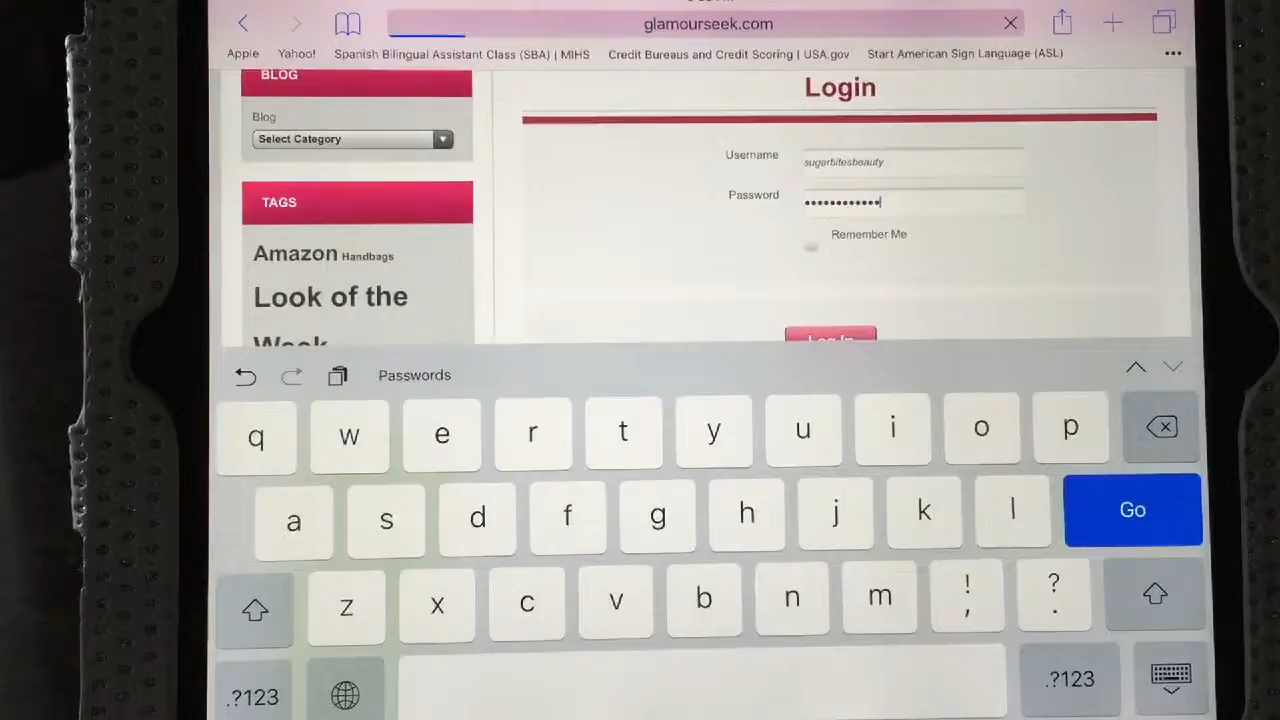 glamourseek.com
Apple Yahoo! Spanish Bilingual Assistant Class (SBA) | MIHS Credit Bureaus and Credit Scoring | USA.gov Start American Sign Language (ASL)
BLOG
Blog
Select Category
TAGS
Amazon Handbags
Look of the
Week
Login
Username sugarbitesbeauty
Password ••••••••••••
Remember Me
Log In
Passwords
q w e r t y u i o p
a s d f g h j k l Go
z x c v b n m ! , ? .
.?123 .?123